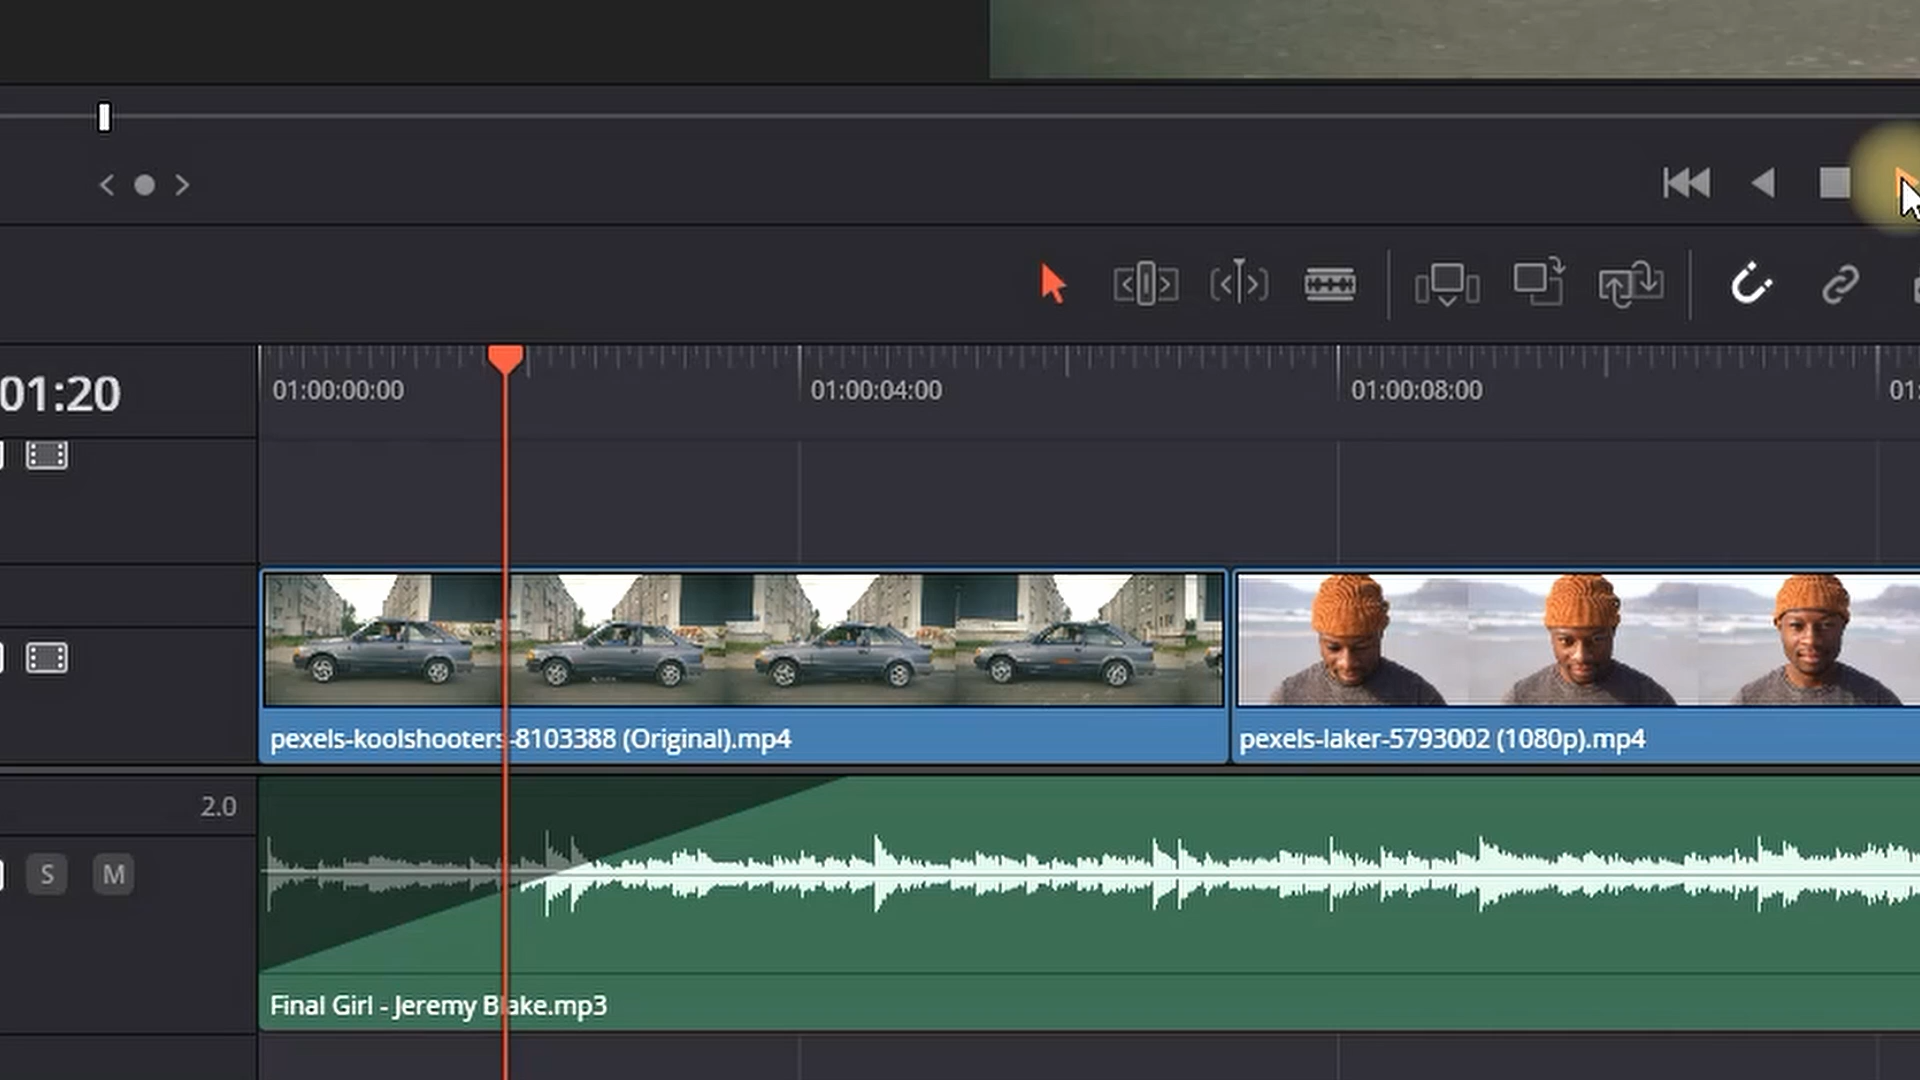 01:20
01:00:00:00
01:00:04:00
01:00:08:00
01:
pexels-koolshooters-8103388 (Original).mp4
pexels-laker-5793002 (1080p).mp4
2.0
S M
Final Girl - Jeremy Blake.mp3